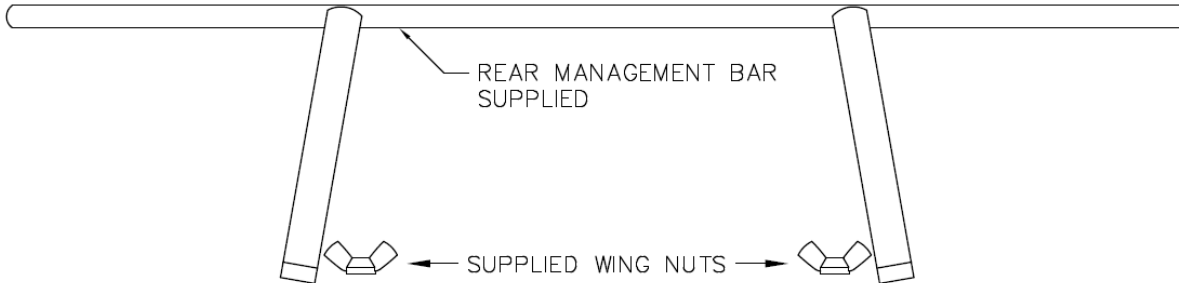 REAR MANAGEMENT BAR
SUPPLIED
SUPPLIED WING NUTS